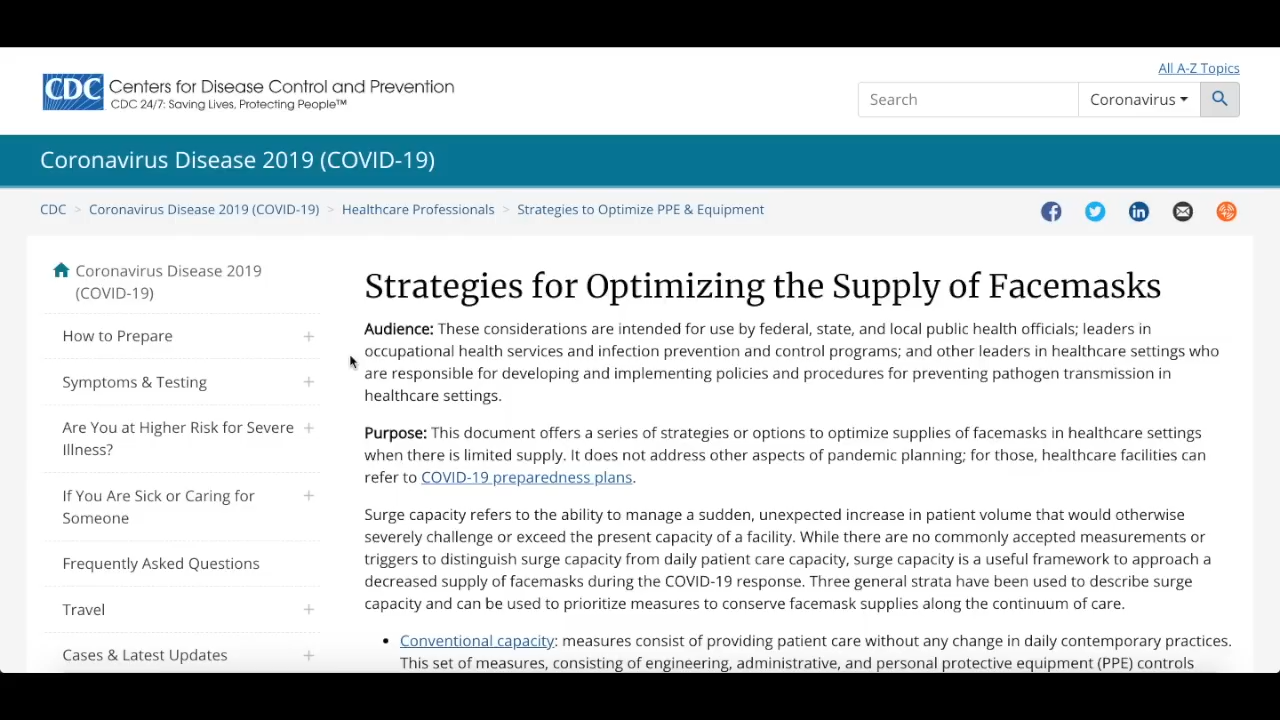 All A-Z Topics
CDC Centers for Disease Control and Prevention
CDC 24/7: Saving Lives, Protecting People™
Search
Coronavirus
Coronavirus Disease 2019 (COVID-19)
CDC > Coronavirus Disease 2019 (COVID-19) > Healthcare Professionals > Strategies to Optimize PPE & Equipment
Coronavirus Disease 2019
(COVID-19)
How to Prepare +
Symptoms & Testing +
Are You at Higher Risk for Severe +
Illness?
If You Are Sick or Caring for +
Someone
Frequently Asked Questions
Travel +
Cases & Latest Updates +
Strategies for Optimizing the Supply of Facemasks
Audience: These considerations are intended for use by federal, state, and local public health officials; leaders in
occupational health services and infection prevention and control programs; and other leaders in healthcare settings who
are responsible for developing and implementing policies and procedures for preventing pathogen transmission in
healthcare settings.
Purpose: This document offers a series of strategies or options to optimize supplies of facemasks in healthcare settings
when there is limited supply. It does not address other aspects of pandemic planning; for those, healthcare facilities can
refer to COVID-19 preparedness plans.
Surge capacity refers to the ability to manage a sudden, unexpected increase in patient volume that would otherwise
severely challenge or exceed the present capacity of a facility. While there are no commonly accepted measurements or
triggers to distinguish surge capacity from daily patient care capacity, surge capacity is a useful framework to approach a
decreased supply of facemasks during the COVID-19 response. Three general strata have been used to describe surge
capacity and can be used to prioritize measures to conserve facemask supplies along the continuum of care.
• Conventional capacity: measures consist of providing patient care without any change in daily contemporary practices.
This set of measures, consisting of engineering, administrative, and personal protective equipment (PPE) controls